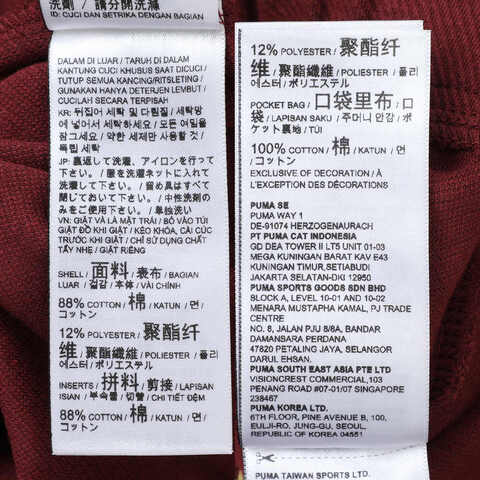 洗劑 / 請分開洗滌
ID: CUCI DAN SETRIKA DENGAN BAGIAN
DALAM DI LUAR / TARUH DI DALAM
KANTUNG CUCI KHUSUS SAAT DICUCI /
TUTUP SEMUA KANCING/RITSLETING /
GUNAKAN HANYA DETERJEN LEMBUT /
CUCILAH SECARA TERPISAH
KR: 뒤집어 세탁 및 다림질 / 세탁망
에 넣어서 세탁 하세요 / 모든 여밈을
잠그세요 / 약한 세제만 사용할 것 /
독립 세탁
JP: 裏返して洗濯、アイロンを行って
下さい。/ 服を洗濯ネットに入れて
洗濯して下さい。/ 留め具はすべて
閉じておいて下さい。/ 中性洗剤の
みをご使用下さい。/ 単独洗い
VN: GIẶT VÀ LÀ MẶT TRÁI / BỎ VÀO TÚI
GIẶT ĐỒ KHI GIẶT / KÉO KHÓA, CÀI CÚC
TRƯỚC KHI GIẶT / CHỈ SỬ DỤNG CHẤT
TẨY NHẸ / GIẶT RIÊNG
SHELL / 面料 / 表布 / BAGIAN
LUAR / 겉감 / 本体 / VẢI CHÍNH
88% COTTON / 棉 / KATUN / 면 /
コットン
12% POLYESTER / 聚酯纤
维 / 聚酯纖維 / POLIESTER / 폴리
에스터 / ポリエステル
INSERTS / 拼料 / 剪接 / LAPISAN
ISIAN / 부속물 / 切替 / CHI TIẾT ĐỆM
88% COTTON / 棉 / KATUN / 면 /
コットン
12% POLYESTER / 聚酯纤
维 / 聚酯纖維 / POLIESTER / 폴리
에스터 / ポリエステル
POCKET BAG / 口袋里布 / 口
袋 / LAPISAN SAKU / 주머니 안감 / ポ
ケット裏地 / TÚI
100% COTTON / 棉 / KATUN / 면
/ コットン
EXCLUSIVE OF DECORATION / À
L'EXCEPTION DES DÉCORATIONS
PUMA SE
PUMA WAY 1
DE-91074 HERZOGENAURACH
PT PUMA CAT INDONESIA
GD DEA TOWER II LT5 UNIT 01-03
MEGA KUNINGAN BARAT KAV E43
KUNINGAN TIMUR,SETIABUDI
JAKARTA SELATAN-DKI 12950
PUMA SPORTS GOODS SDN BHD
BLOCK A, LEVEL 10-01 AND 10-02
MENARA MUSTAPHA KAMAL, PJ TRADE
CENTRE
NO. 8, JALAN PJU 8/8A, BANDAR
DAMANSARA PERDANA
47820 PETALING JAYA, SELANGOR
DARUL EHSAN.
PUMA SOUTH EAST ASIA PTE LTD
VISIONCREST COMMERCIAL,103
PENANG ROAD #07-01/07 SINGAPORE
238467
PUMA KOREA LTD.
6TH FLOOR, PINE AVENUE B, 100,
EULJI-RO, JUNG-GU, SEOUL,
REPUBLIC OF KOREA 04551
PUMA TAIWAN SPORTS LTD.